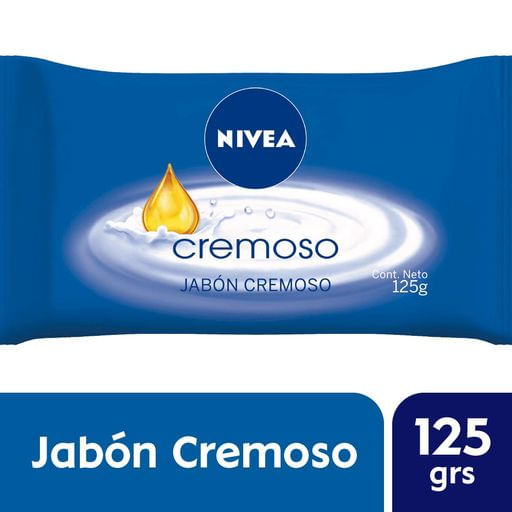 NIVEA
cremoso
JABÓN CREMOSO
Cont. Neto
125g
Jabón Cremoso
125
grs